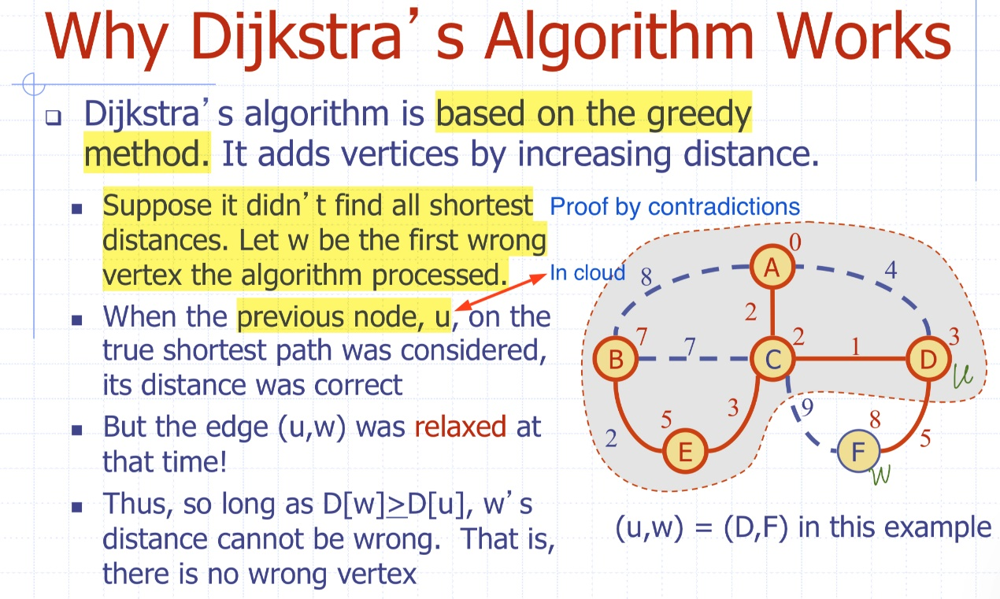 Why Dijkstra’s Algorithm Works
Dijkstra’s algorithm is based on the greedy
method. It adds vertices by increasing distance.
Suppose it didn’t find all shortest
distances. Let w be the first wrong
vertex the algorithm processed.
When the previous node, u, on the
true shortest path was considered,
its distance was correct
But the edge (u,w) was relaxed at
that time!
Thus, so long as D[w]>D[u], w’s
distance cannot be wrong. That is,
there is no wrong vertex
Proof by contradictions
In cloud
0
A
8
4
2
7
2
3
B
7
C
1
D
u
9
8
5
3
2
5
E
F
w
(u,w) = (D,F) in this example